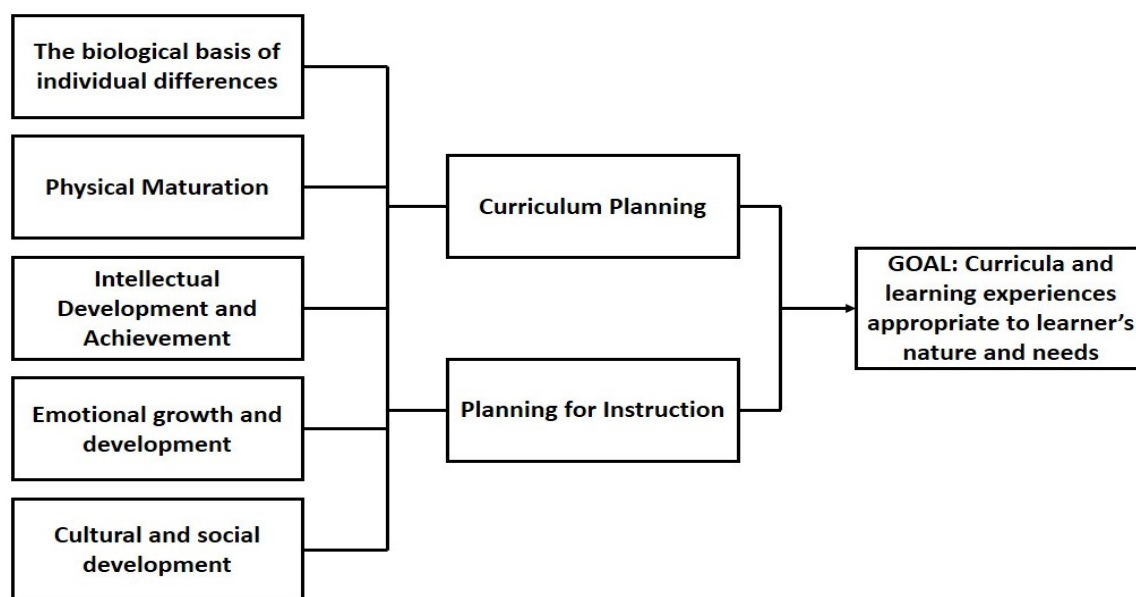 The biological basis of
individual differences
Physical Maturation
Intellectual
Development and
Achievement
Emotional growth and
development
Cultural and social
development
Curriculum Planning
Planning for Instruction
GOAL: Curricula and
learning experiences
appropriate to learner’s
nature and needs